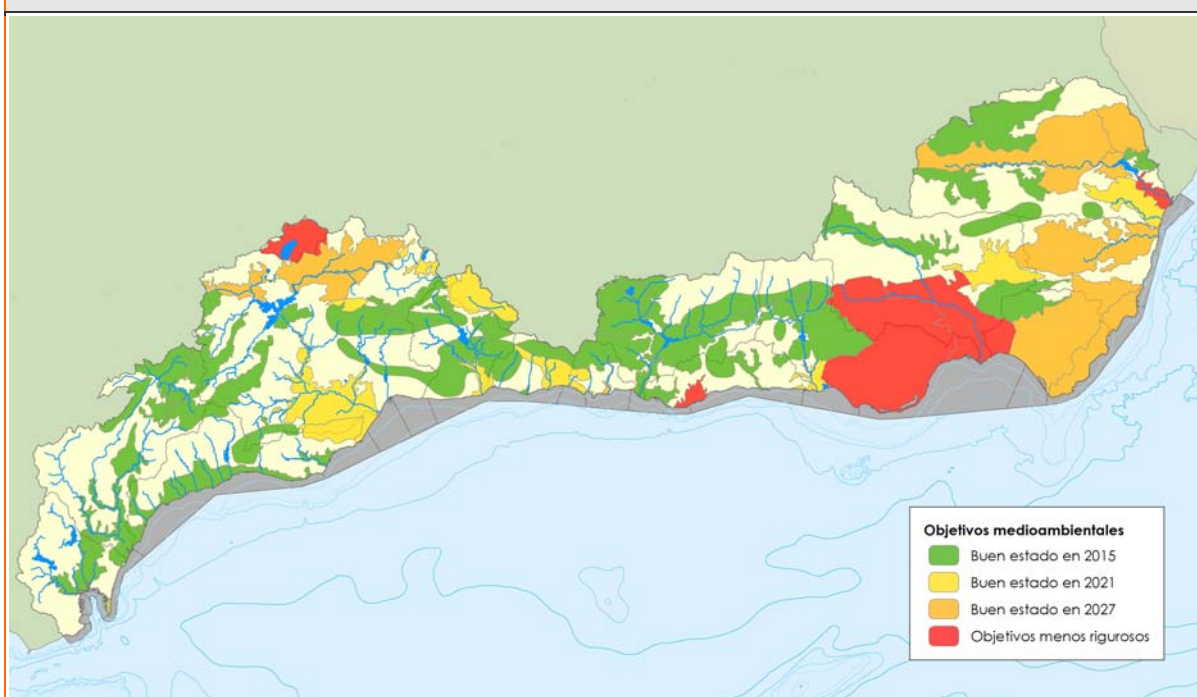 Objetivos medioambientales
Buen estado en 2015
Buen estado en 2021
Buen estado en 2027
Objetivos menos rigurosos